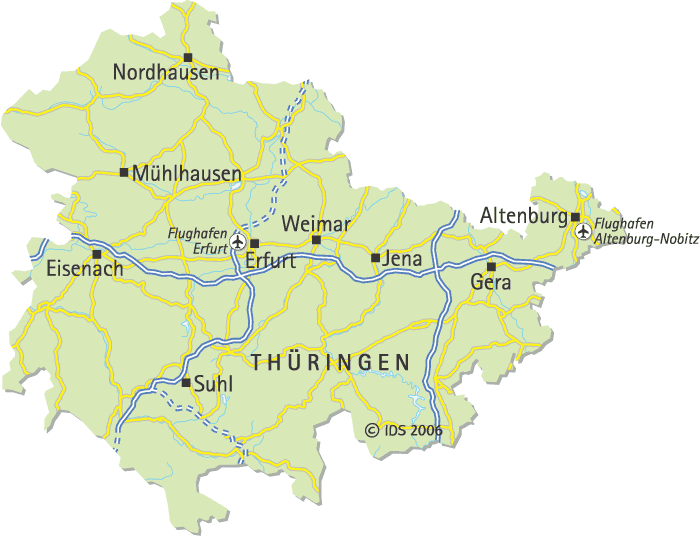 Nordhausen
Mühlhausen
Altenburg
Flughafen
Altenburg-Nobitz
Weimar
Flughafen
Erfurt
Erfurt
Eisenach
Jena
Gera
THÜRINGEN
Suhl
© IDS 2006